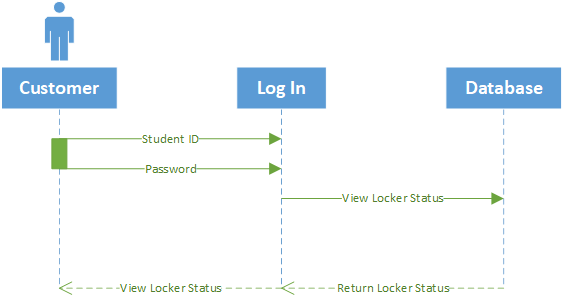 Customer
Log In
Database
Student ID
Password
View Locker Status
View Locker Status
Return Locker Status